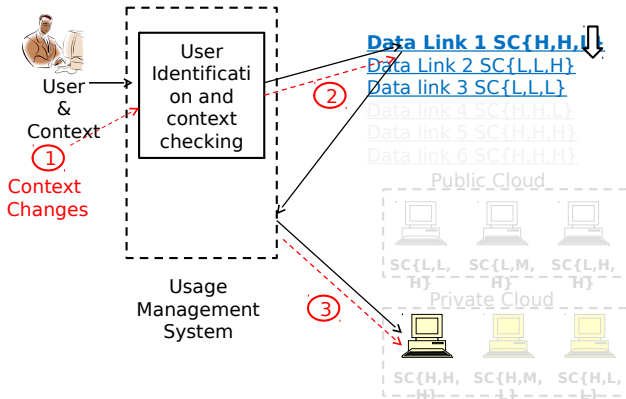 User
&
Context
1
Context
Changes
User
Identificati
on and
context
checking
2
Usage
Management
System
3
Data Link 1 SC{H,H,L}
Data Link 2 SC{L,L,H}
Data link 3 SC{L,L,L}
Data link 4 SC{H,H,L}
Data link 5 SC{H,H,H}
Data link 6 SC{H,H,H}
Public Cloud
SC{L,L,
H}
SC{L,M,
H}
SC{L,H,
H}
Private Cloud
SC{H,H,
H}
SC{H,M,
L}
SC{H,L,
L}